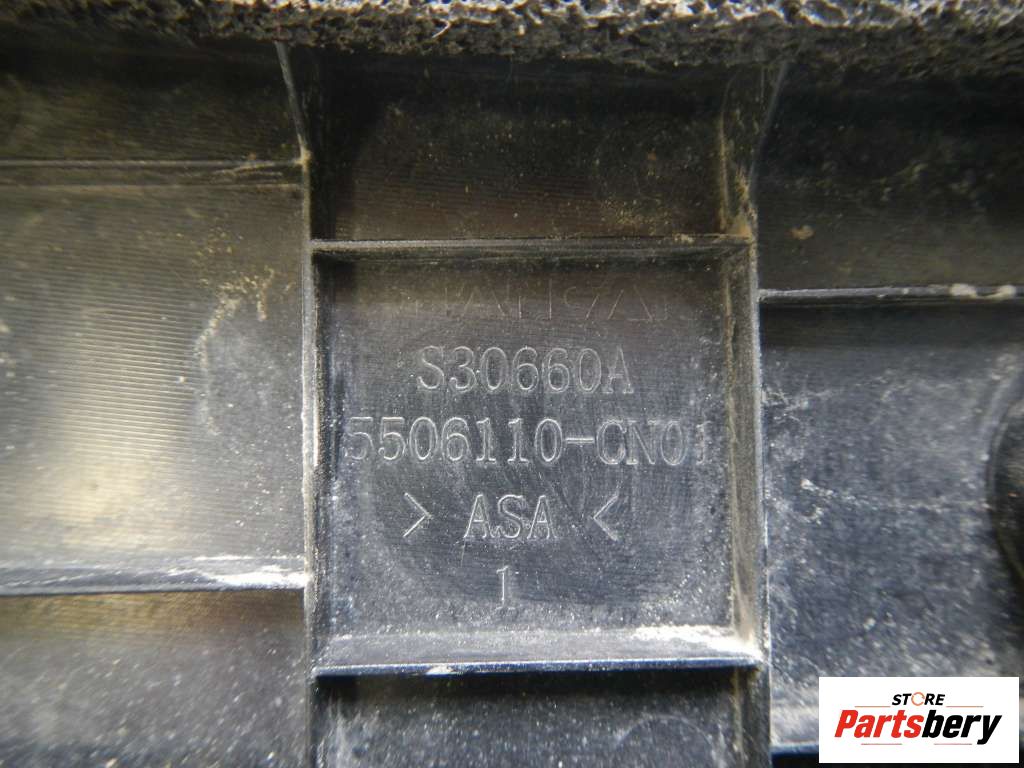 S30660A
5506110-CN01
> ASA <
1
STORE
Partsbery